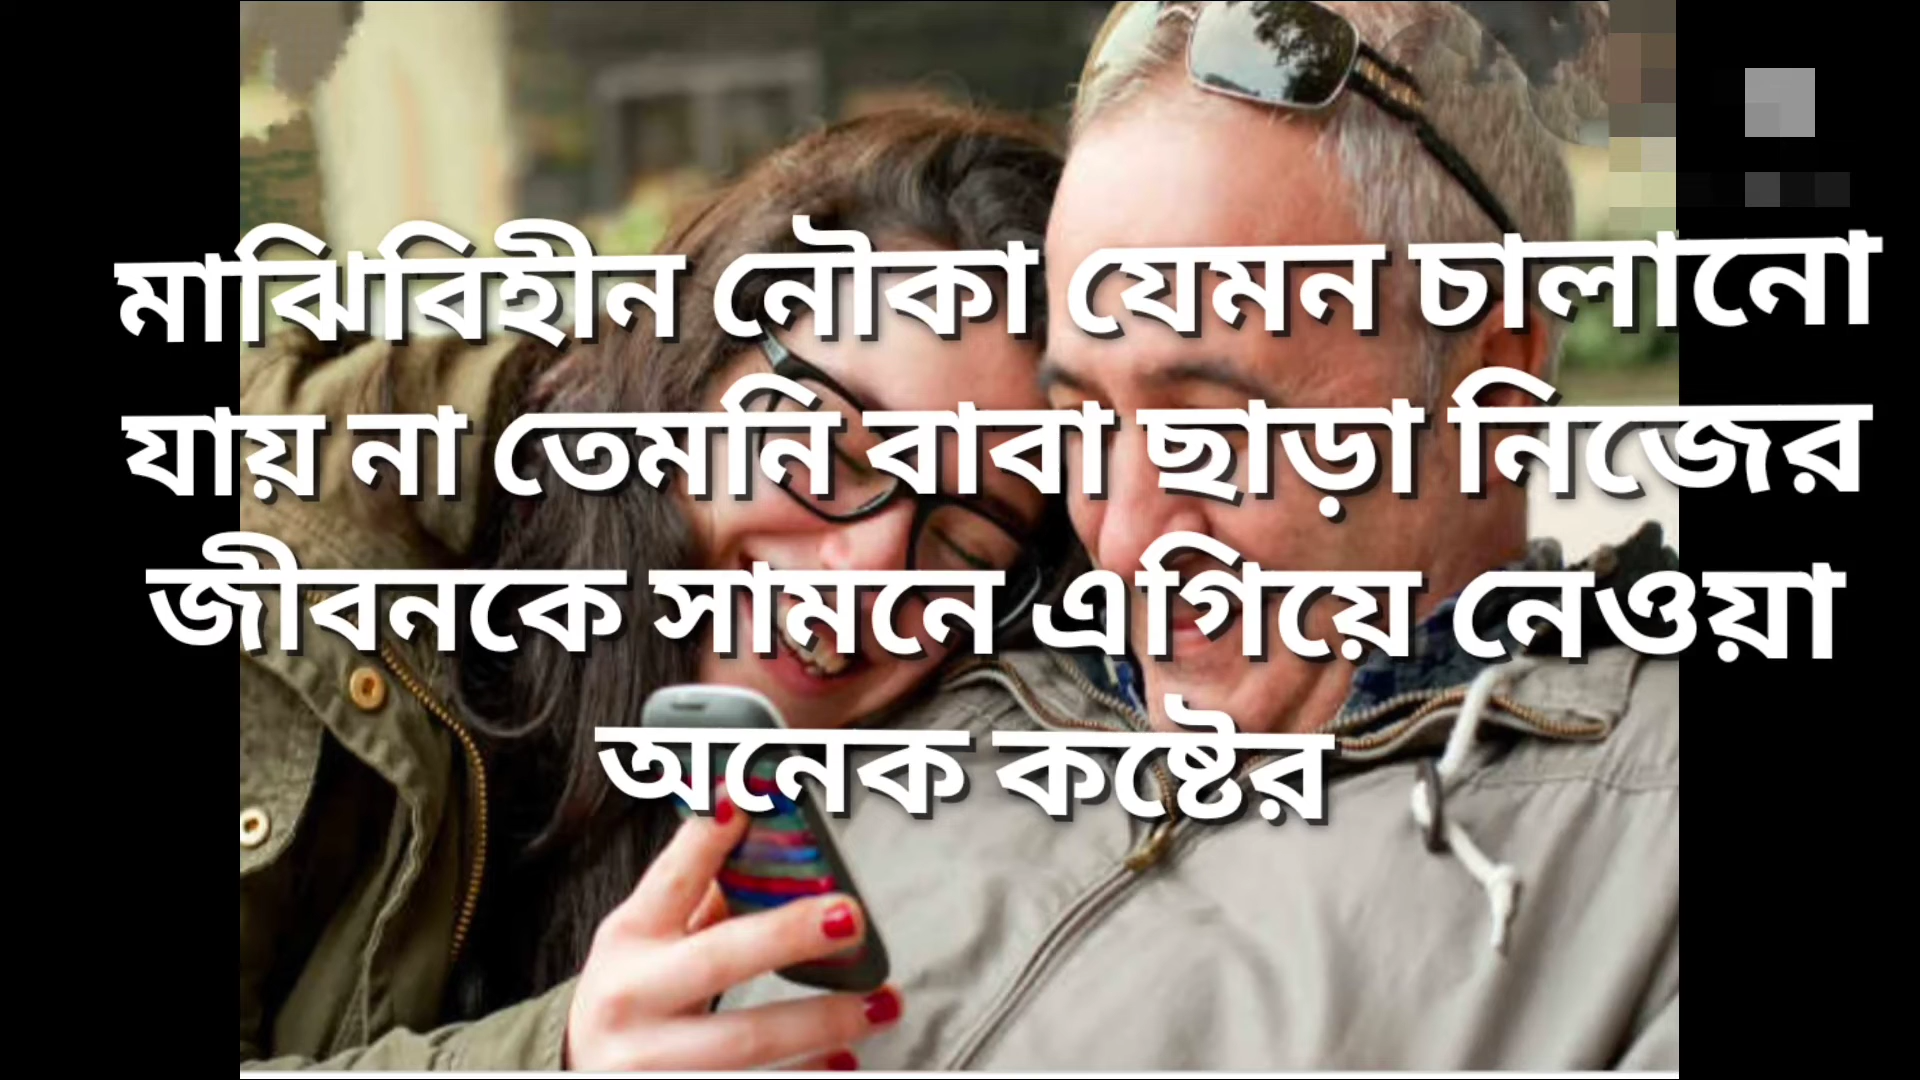 মাঝিবিহীন নৌকা যেমন চালানো
যায় না তেমনি বাবা ছাড়া নিজের
জীবনকে সামনে এগিয়ে নেওয়া
অনেক কষ্টের